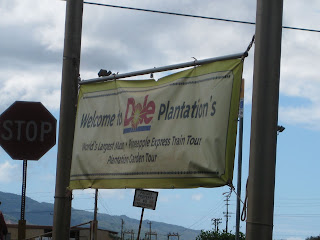 Welcome to Dole Plantation's
World's Largest Maze Pineapple Express Train Tour
Plantation Garden Tour
STOP